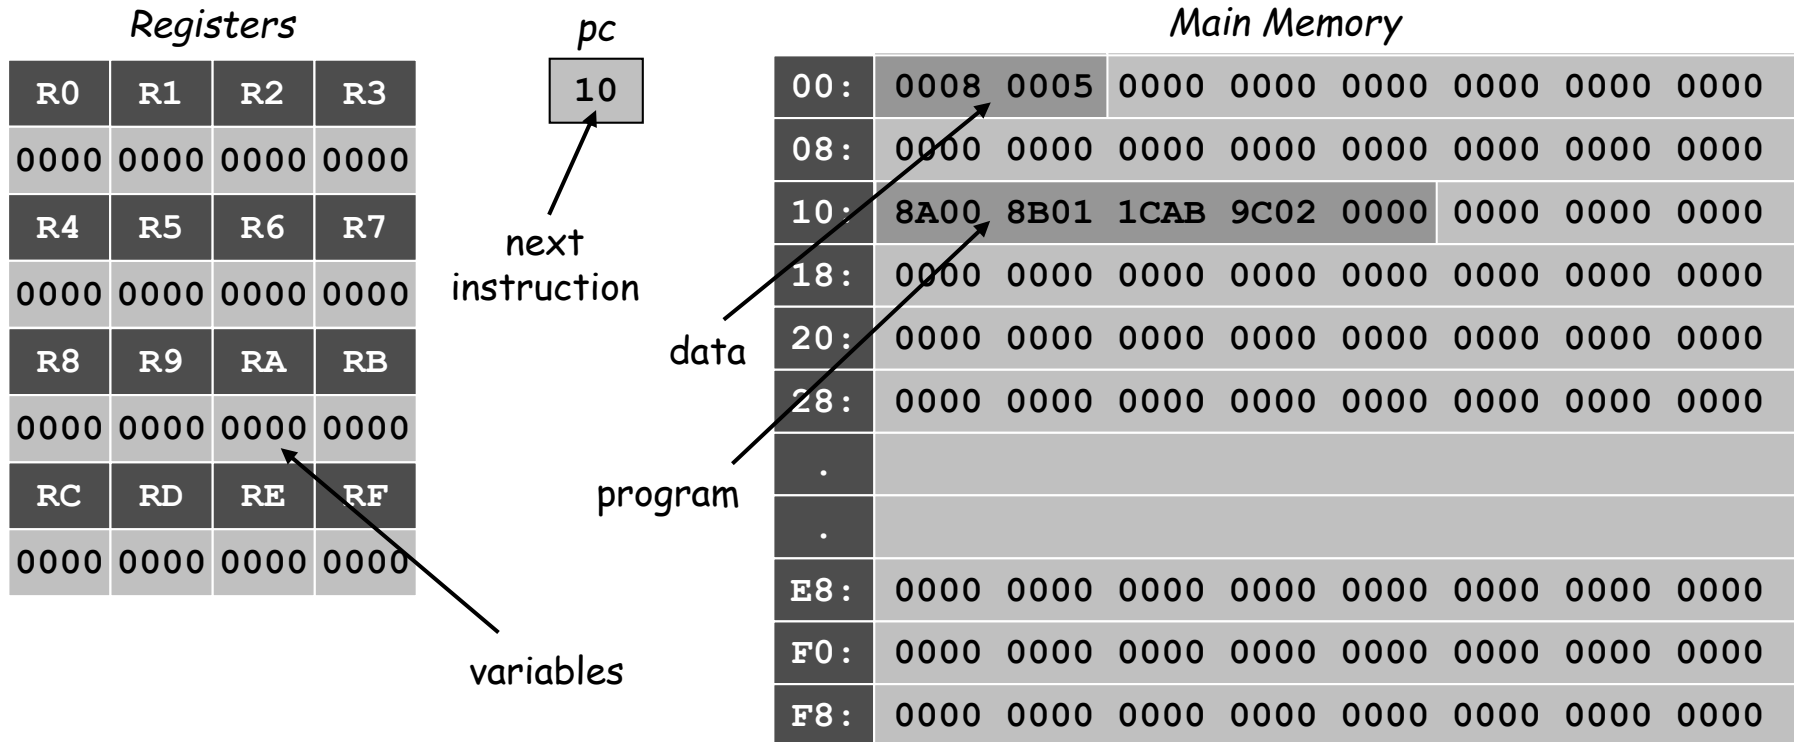 Registers
R0 R1 R2 R3
0000 0000 0000 0000
R4 R5 R6 R7
0000 0000 0000 0000
R8 R9 RA RB
0000 0000 0000 0000
RC RD RE RF
0000 0000 0000 0000
variables
pc
10
next
instruction
data
program
Main Memory
00: 0008 0005 0000 0000 0000 0000 0000 0000
08: 0000 0000 0000 0000 0000 0000 0000 0000
10: 8A00 8B01 1CAB 9C02 0000 0000 0000 0000
18: 0000 0000 0000 0000 0000 0000 0000 0000
20: 0000 0000 0000 0000 0000 0000 0000 0000
28: 0000 0000 0000 0000 0000 0000 0000 0000
.
.
E8: 0000 0000 0000 0000 0000 0000 0000 0000
F0: 0000 0000 0000 0000 0000 0000 0000 0000
F8: 0000 0000 0000 0000 0000 0000 0000 0000